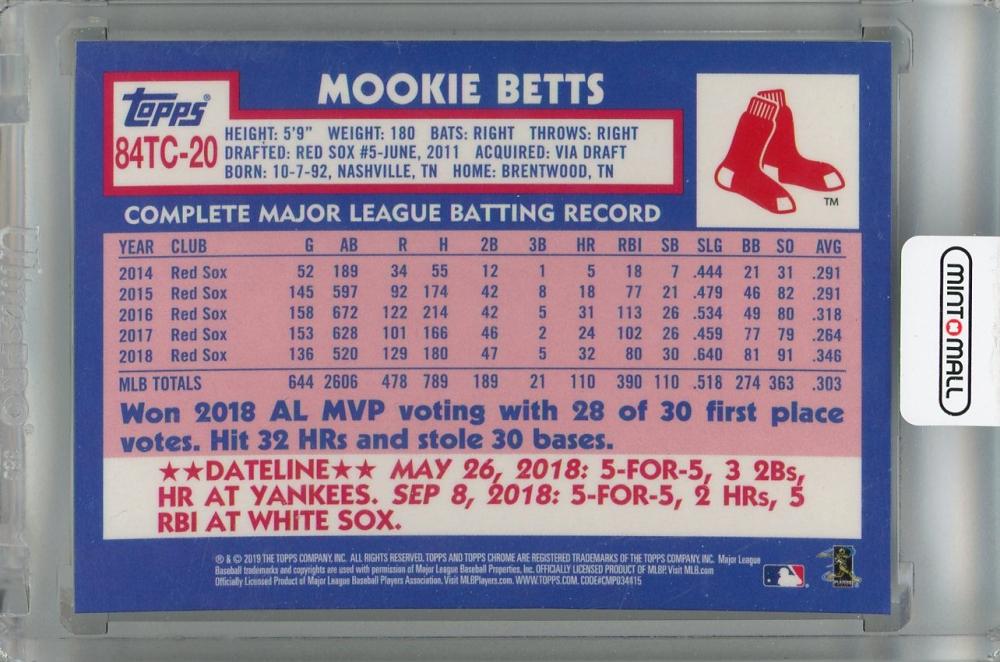 MOOKIE BETTS
topps®
84TC-20
HEIGHT: 5'9" WEIGHT: 180 BATS: RIGHT THROWS: RIGHT
DRAFTED: RED SOX #5-JUNE, 2011 ACQUIRED: VIA DRAFT
BORN: 10-7-92, NASHVILLE, TN HOME: BRENTWOOD, TN
TM
COMPLETE MAJOR LEAGUE BATTING RECORD
YEAR CLUB G AB R H 2B 3B HR RBI SB SLG BB SO AVG
2014 Red Sox 52 189 34 55 12 1 5 18 7 .444 21 31 .291
2015 Red Sox 145 597 92 174 42 8 18 77 21 .479 46 82 .291
2016 Red Sox 158 672 122 214 42 5 31 113 26 .534 49 80 .318
2017 Red Sox 153 628 101 166 46 2 24 102 26 .459 77 79 .264
2018 Red Sox 136 520 129 180 47 5 32 80 30 .640 81 91 .346
MLB TOTALS 644 2606 478 789 189 21 110 390 110 .518 274 363 .303
Won 2018 AL MVP voting with 28 of 30 first place
votes. Hit 32 HRs and stole 30 bases.
★★DATELINE★★ MAY 26, 2018: 5-FOR-5, 3 2Bs,
HR AT YANKEES. SEP 8, 2018: 5-FOR-5, 2 HRs, 5
RBI AT WHITE SOX.
® & © 2019 THE TOPPS COMPANY, INC. ALL RIGHTS RESERVED. TOPPS AND TOPPS CHROME ARE REGISTERED TRADEMARKS OF THE TOPPS COMPANY, INC. Major League
Baseball trademarks and copyrights are used with permission of Major League Baseball Properties, Inc. OFFICIALLY LICENSED PRODUCT OF MLBP. Visit MLB.com
Officially Licensed Product of Major League Baseball Players Association. Visit MLBPlayers.com. WWW.TOPPS.COM. CODE#CMP034415
MINTOMALL